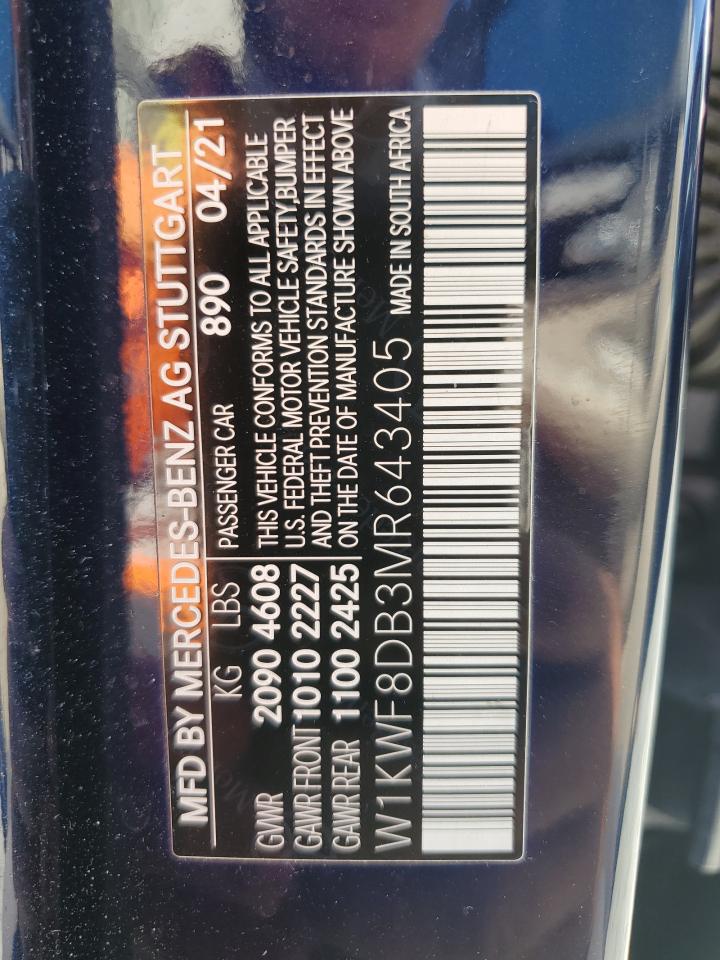 MFD BY MERCEDES-BENZ AG STUTTGART
KG LBS PASSENGER CAR 890 04/21
GWR 2090 4608 THIS VEHICLE CONFORMS TO ALL APPLICABLE
GAWR FRONT 1010 2227 U.S. FEDERAL MOTOR VEHICLE SAFETY,BUMPER
AND THEFT PREVENTION STANDARDS IN EFFECT
GAWR REAR 1100 2425 ON THE DATE OF MANUFACTURE SHOWN ABOVE
W1KWF8DB3MR643405 MADE IN SOUTH AFRICA